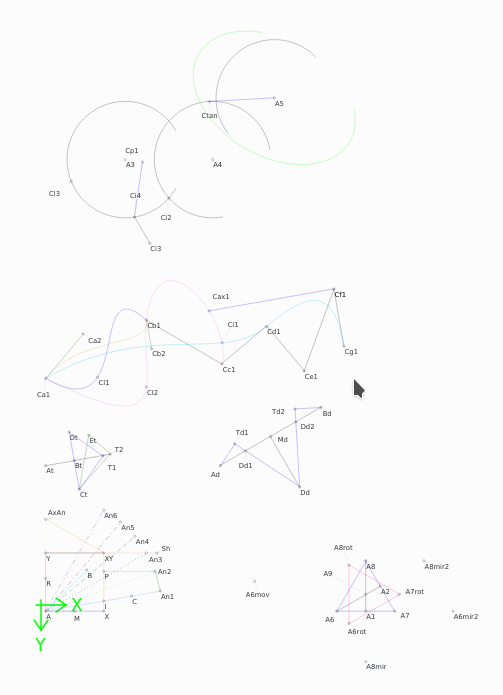 A5
Ctan
Cp1
A3
A4
Cl3
Ci4
Ci2
Ci3
Cf1
Cax1
Ci1
Cb1
Cd1
Ca2
Cb2
Cg1
Cc1
Ce1
Cl1
Cl2
Ca1
Td2
Bd
Dd2
Td1
Md
Dd1
Ad
Dd
Dt
Et
T2
Bt
T1
At
Ct
AxAn
An6
An5
An4
Sh
Y
XY
An3
An2
B
P
R
An1
C
I
A
M
X
X
Y
A6mov
A8rot
A8
A8mir2
A9
A2
A7rot
A6
A1
A7
A6mir2
A6rot
A8mir